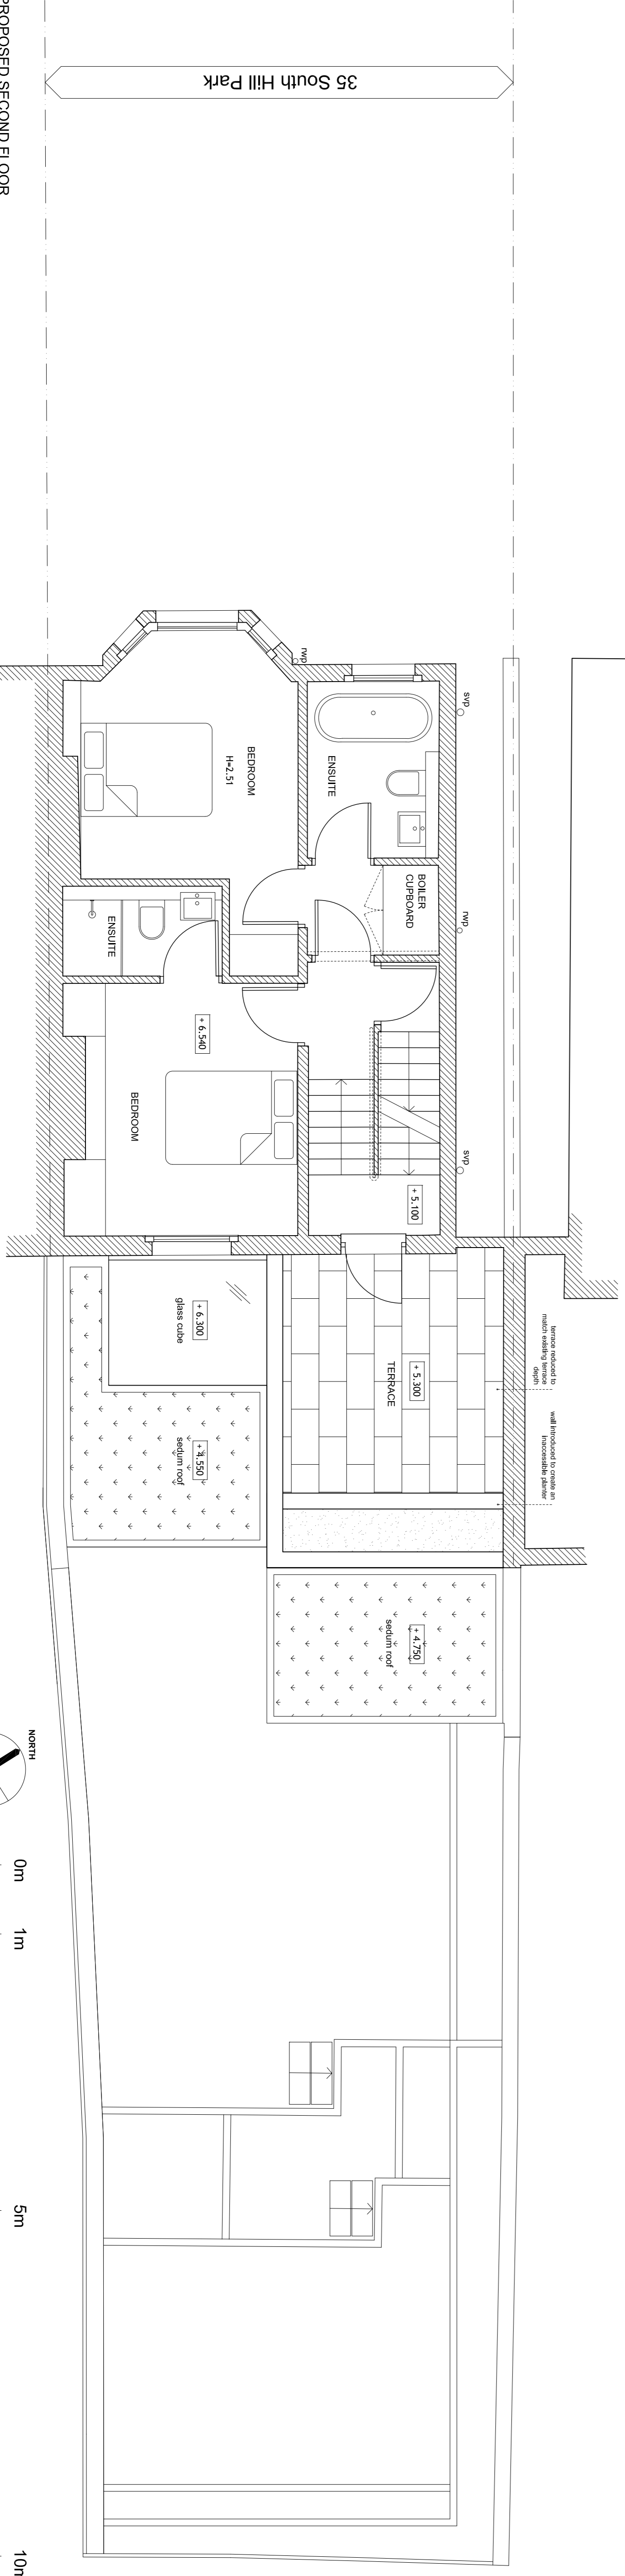 PROPOSED SECOND FLOOR
35 South Hill Park
rwp
svp
ENSUITE
BEDROOM
H=2.51
BOILER
CUPBOARD
rwp
ENSUITE
+ 6.540
BEDROOM
svp
+ 5.100
+ 6.300
glass cube
+ 5.300
TERRACE
terrace reduced to
match existing terrace
depth
wall introduced to create an
inaccessible planter
+ 4.550
sedum roof
+ 4.750
sedum roof
NORTH
0m
1m
5m
10m